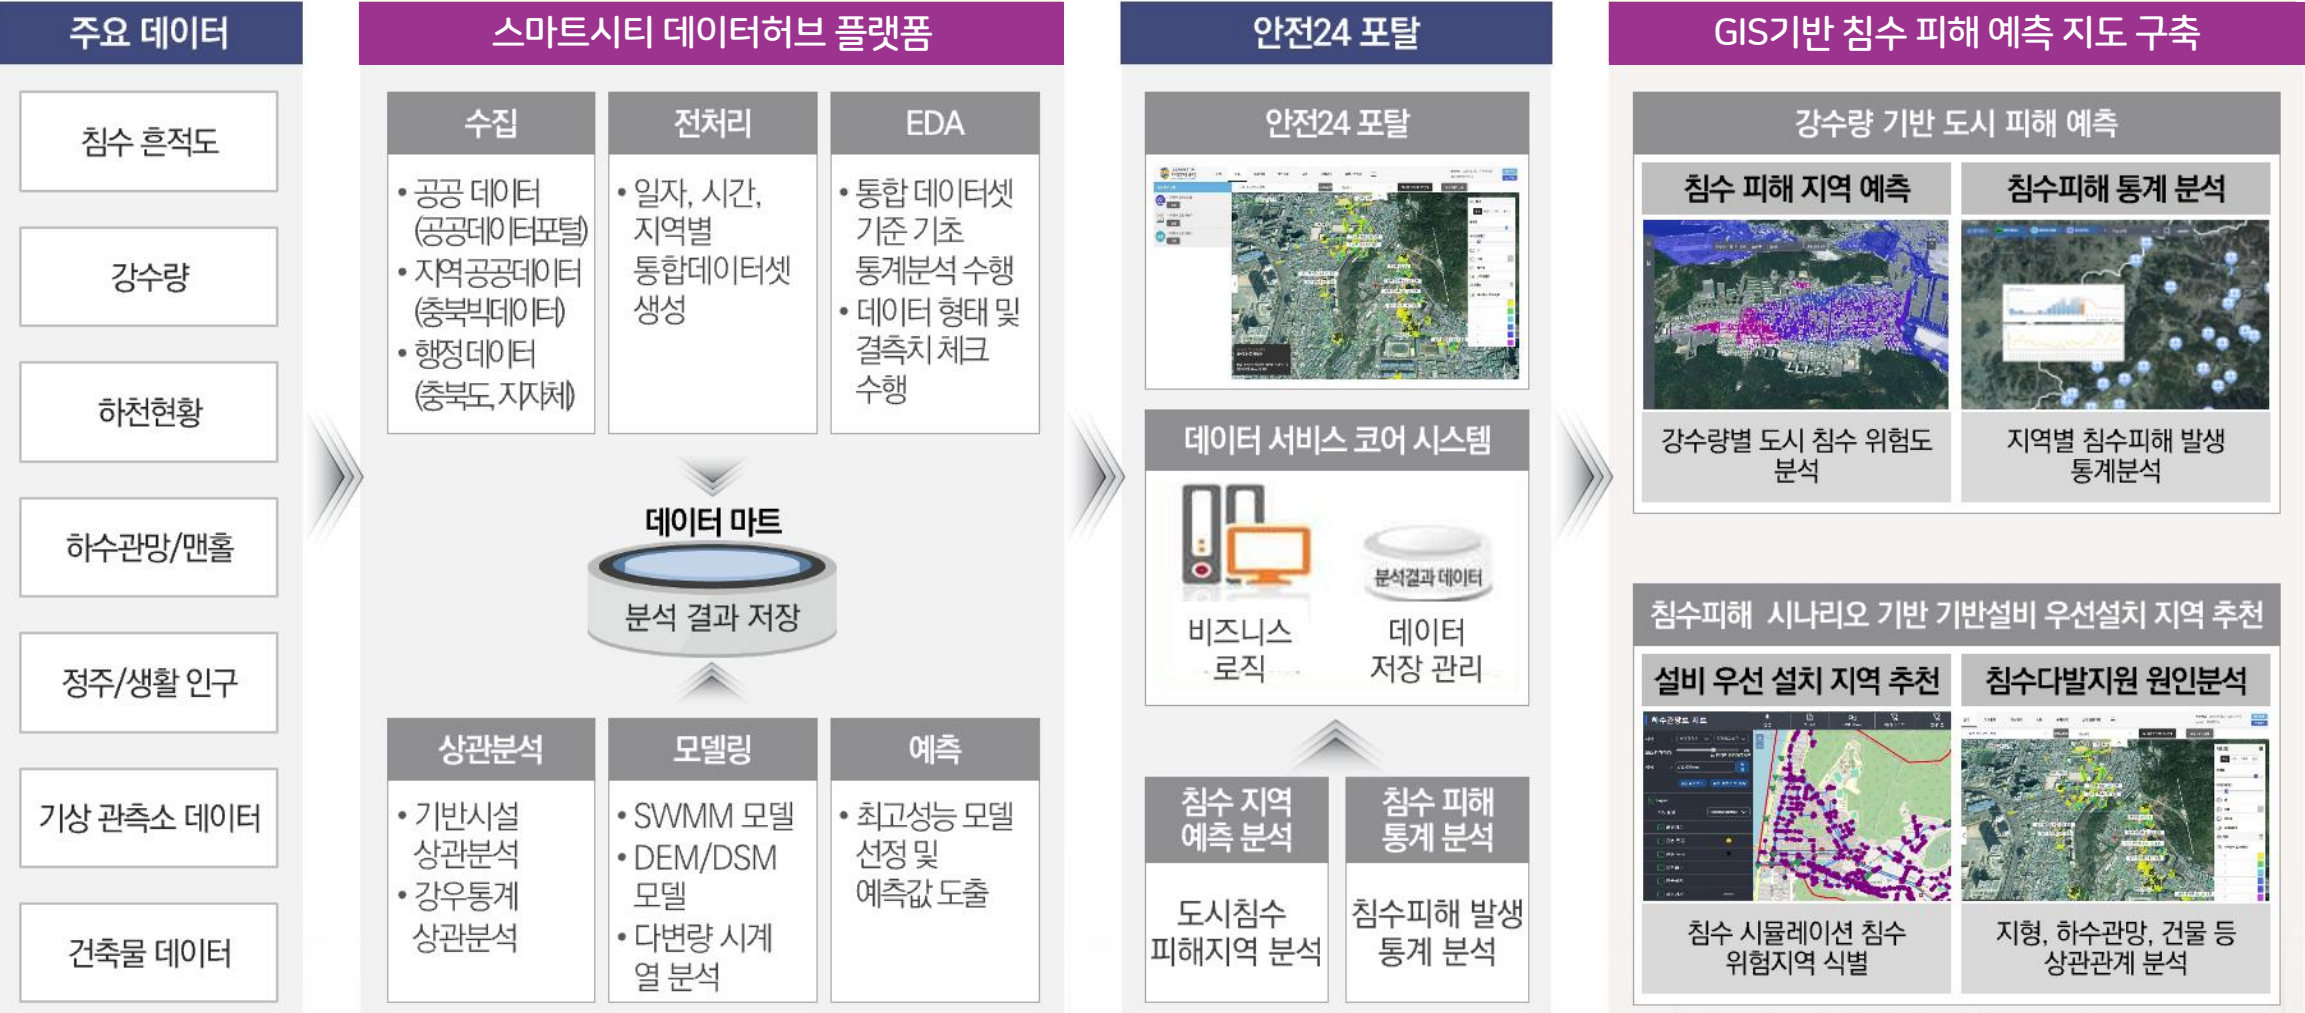 주요 데이터
침수 흔적도
강수량
하천현황
하수관망/맨홀
정주/생활 인구
기상 관측소 데이터
건축물 데이터
스마트시티 데이터허브 플랫폼
수집
• 공공 데이터
(공공데이터포털)
• 지역공공데이터
(충북빅데이터)
• 행정데이터
(충북도, 지자체)
전처리
• 일자, 시간,
지역별
통합데이터셋
생성
EDA
• 통합 데이터셋
기준 기초
통계분석 수행
• 데이터 형태 및
결측치 체크
수행
데이터 마트
분석 결과 저장
상관분석
• 기반시설
상관분석
• 강우통계
상관분석
모델링
• SWMM 모델
• DEM/DSM
모델
• 다변량 시계
열 분석
예측
• 최고성능 모델
선정 및
예측값 도출
안전24 포탈
안전24 포탈
데이터 서비스 코어 시스템
분석결과 데이터
비즈니스
로직
데이터
저장 관리
침수 지역
예측 분석
도시침수
피해지역 분석
침수 피해
통계 분석
침수피해 발생
통계 분석
GIS기반 침수 피해 예측 지도 구축
강수량 기반 도시 피해 예측
침수 피해 지역 예측
강수량별 도시 침수 위험도
분석
침수피해 통계 분석
지역별 침수피해 발생
통계분석
침수피해 시나리오 기반 기반설비 우선설치 지역 추천
설비 우선 설치 지역 추천
하수관망도 지도
침수 시뮬레이션 침수
위험지역 식별
침수다발지원 원인분석
지형, 하수관망, 건물 등
상관관계 분석